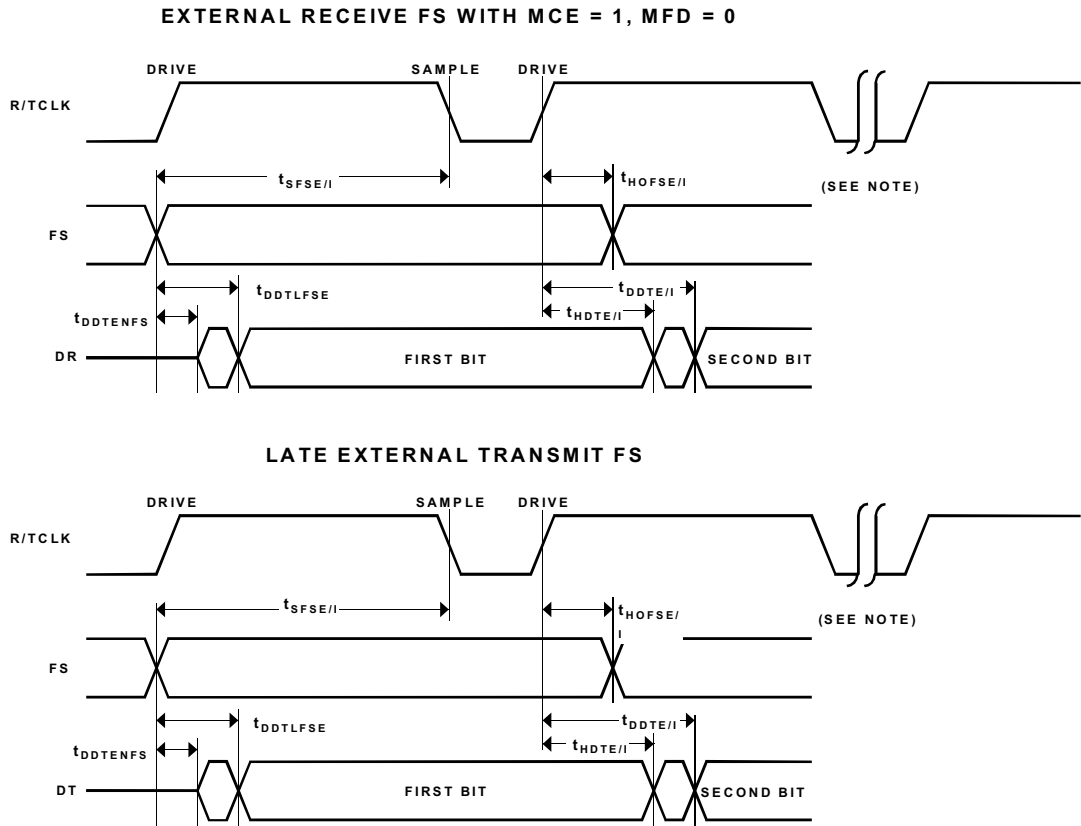 EXTERNAL RECEIVE FS WITH MCE = 1, MFD = 0
DRIVE SAMPLE DRIVE
R/TCLK
tSFSE/I tHOFSE/I (SEE NOTE)
FS
tDDTLFSE tDDTE/I
tDDTENFS tHDTE/I
DR FIRST BIT SECOND BIT
LATE EXTERNAL TRANSMIT FS
DRIVE SAMPLE DRIVE
R/TCLK
tSFSE/I tHOFSE/
I (SEE NOTE)
FS
tDDTLFSE tDDTE/I
tDDTENFS tHDTE/I
DT FIRST BIT SECOND BIT